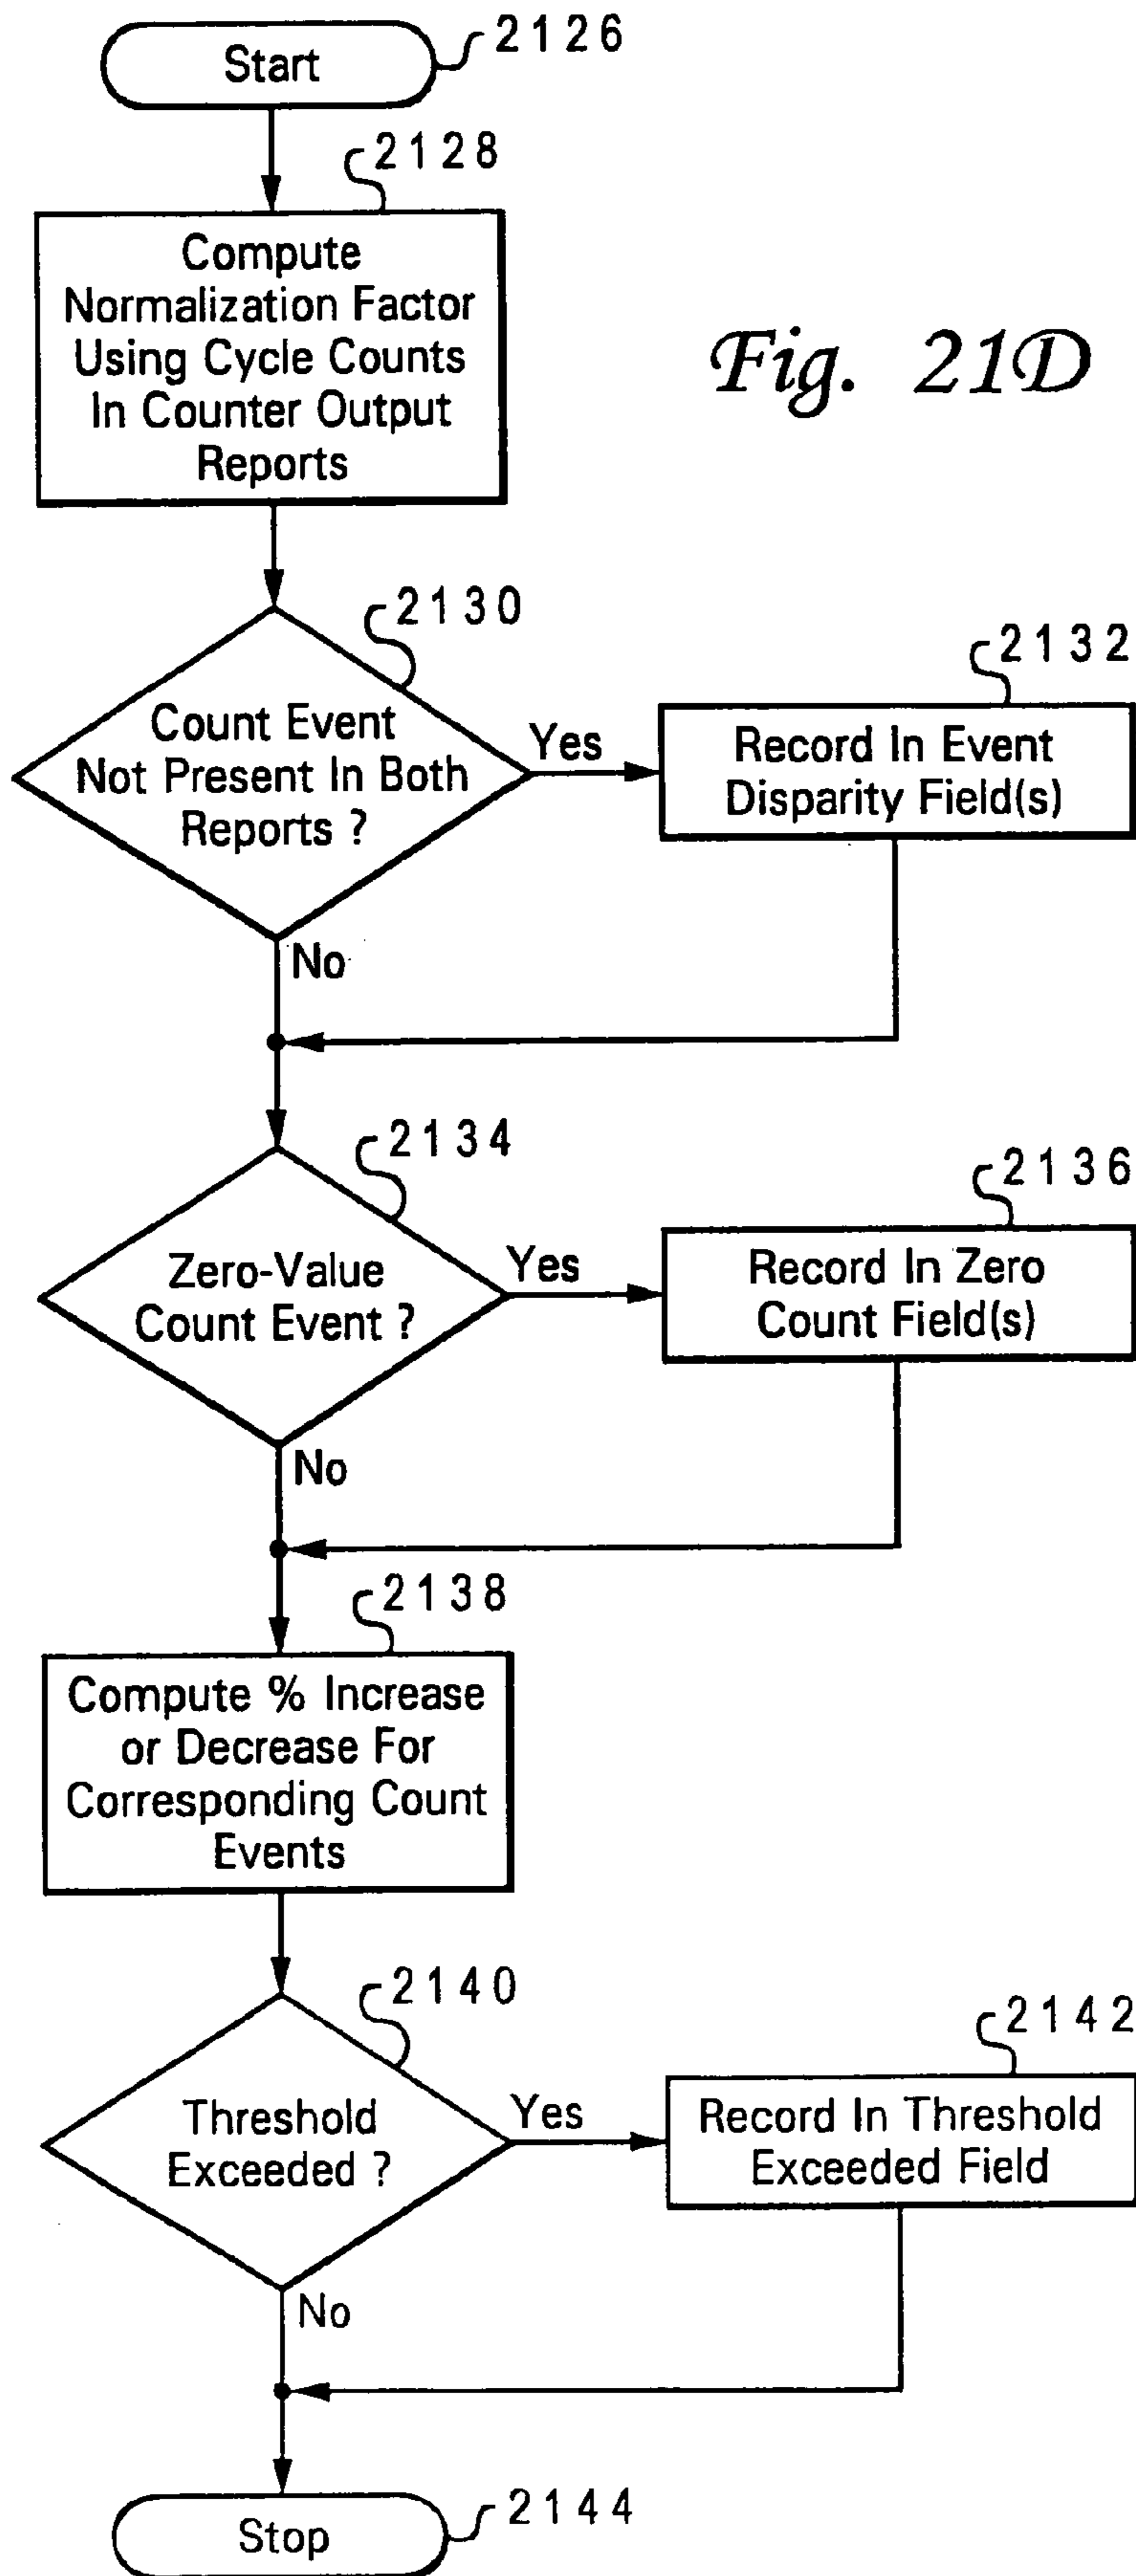 Start
2126
2128
Compute
Normalization Factor
Using Cycle Counts
In Counter Output
Reports
Fig. 21D
2130
Count Event
Not Present In Both
Reports ?
Yes
2132
Record In Event
Disparity Field(s)
No
2134
Zero-Value
Count Event ?
Yes
2136
Record In Zero
Count Field(s)
No
2138
Compute % Increase
or Decrease For
Corresponding Count
Events
2140
Threshold
Exceeded ?
Yes
2142
Record In Threshold
Exceeded Field
No
Stop
2144